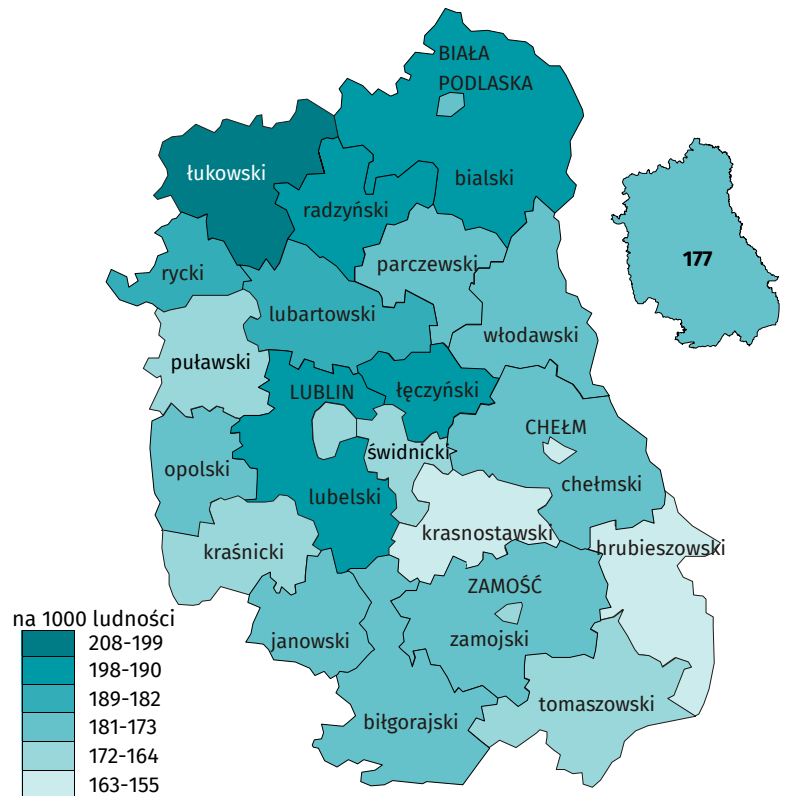 BIAŁA
PODLASKA
łukowski
bialski
radzyński
177
parczewski
rycki
lubartowski
włodawski
puławski
LUBLIN
łęczyński
CHEŁM
świdnicki
opolski
chełmski
lubelski
krasnostawski
kraśnicki
hrubieszowski
ZAMOŚĆ
janowski
zamojski
tomaszowski
biłgorajski
na 1000 ludności
208-199
198-190
189-182
181-173
172-164
163-155